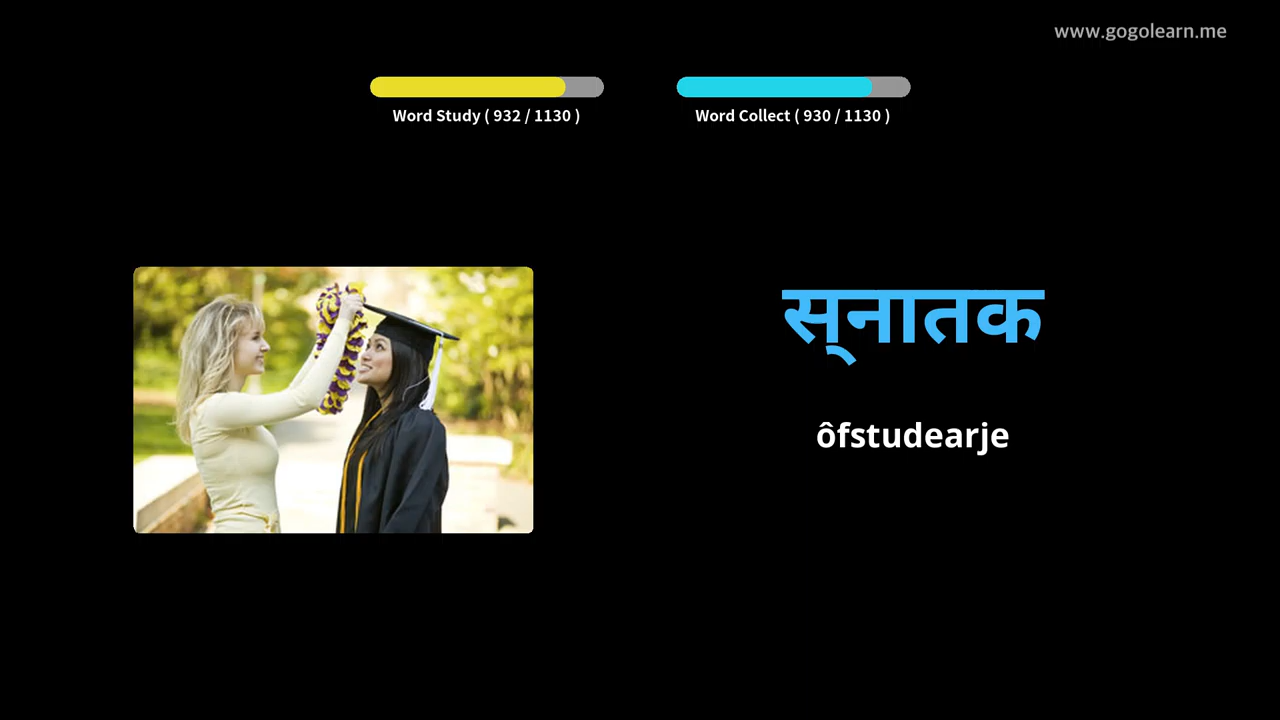 www.gogolearn.me
Word Study ( 932 / 1130 )
Word Collect ( 930 / 1130 )
स्‌नातक
ôfstudearje